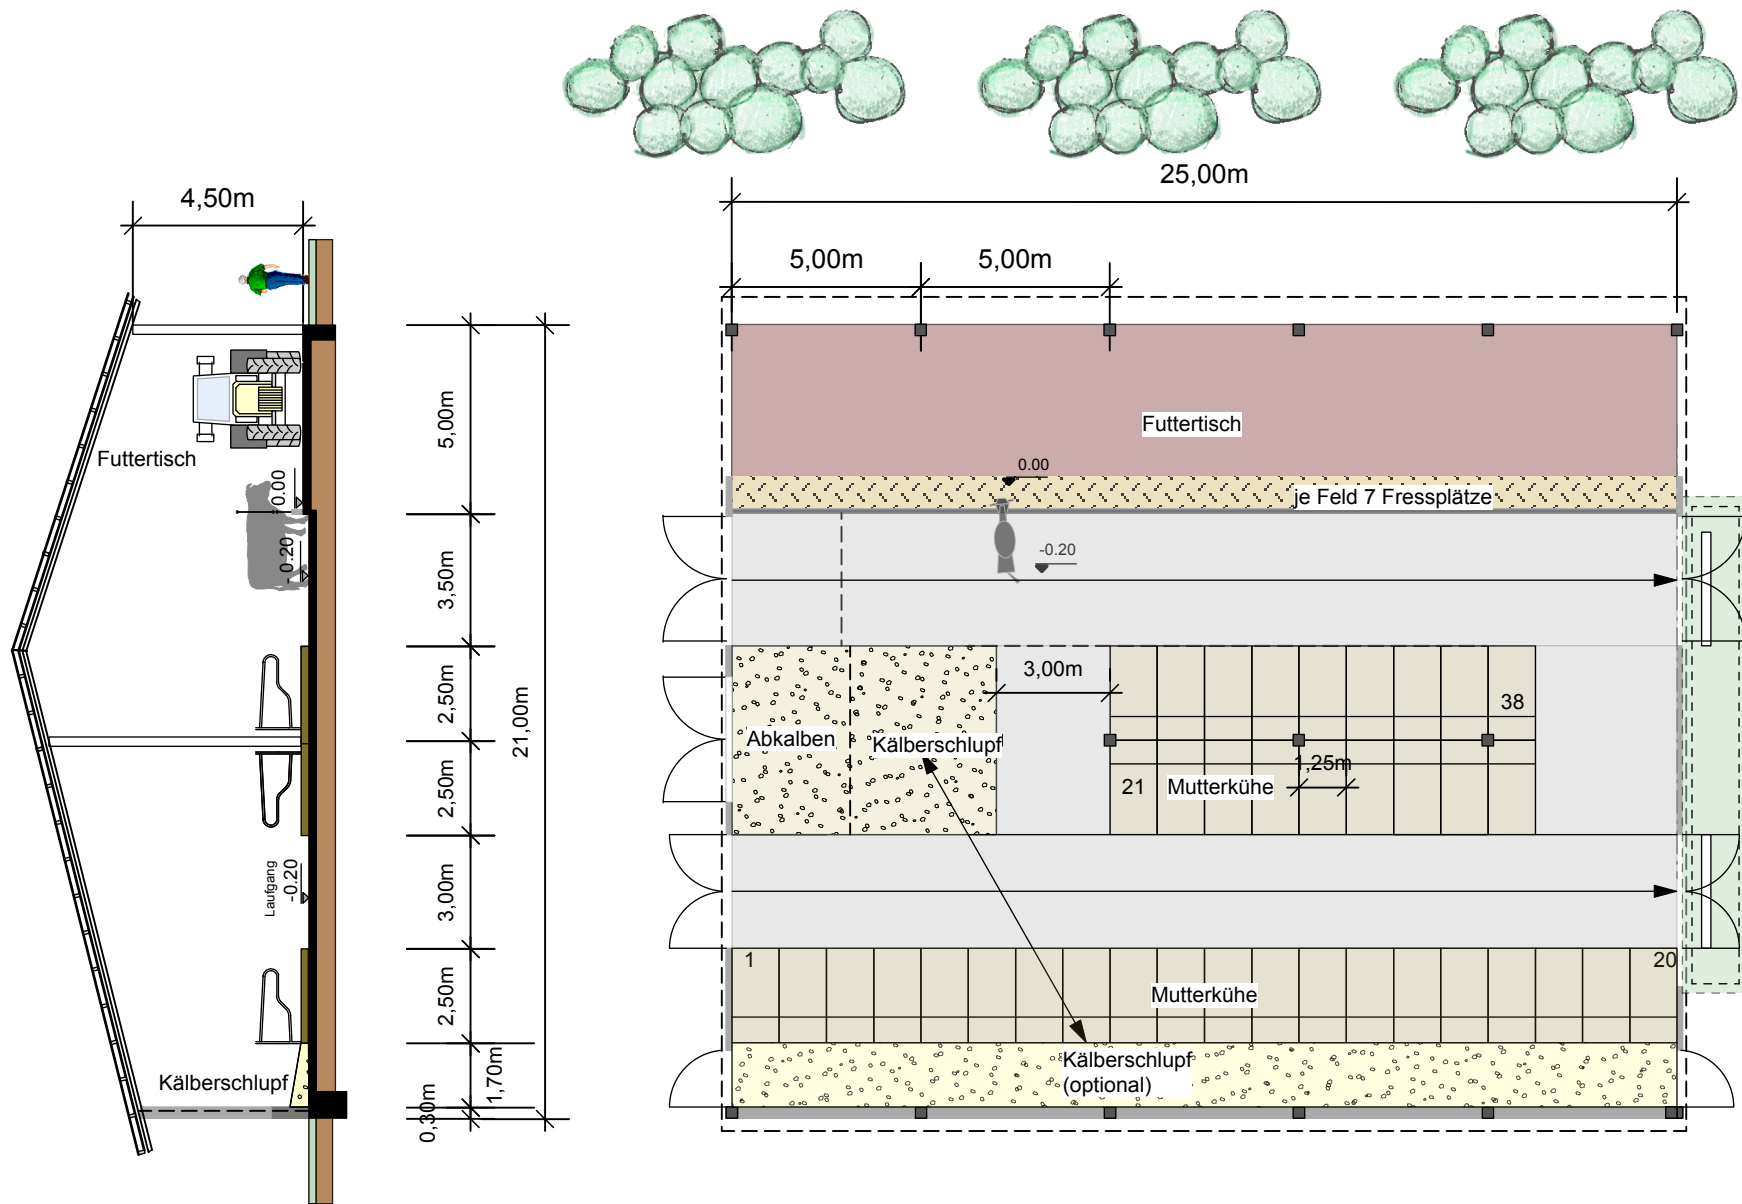 4,50m
Futtertisch
0.00
- 0.20
Laufgang
-0.20
Kälberschlupf
5,00m
3,50m
2,50m
2,50m
3,00m
2,50m
1,70m
0,30m
21,00m
25,00m
5,00m
5,00m
Futtertisch
0.00
je Feld 7 Fressplätze
-0.20
3,00m
38
Abkalben
Kälberschlupf
1,25m
21
Mutterkühe
1
20
Mutterkühe
Kälberschlupf
(optional)